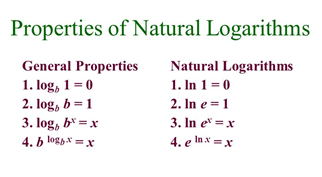 Properties of Natural Logarithms
General Properties Natural Logarithms
1. log_b 1 = 0 1. ln 1 = 0
2. log_b b = 1 2. ln e = 1
3. log_b b^x = x 3. ln e^x = x
4. b^(log_b x) = x 4. e^(ln x) = x